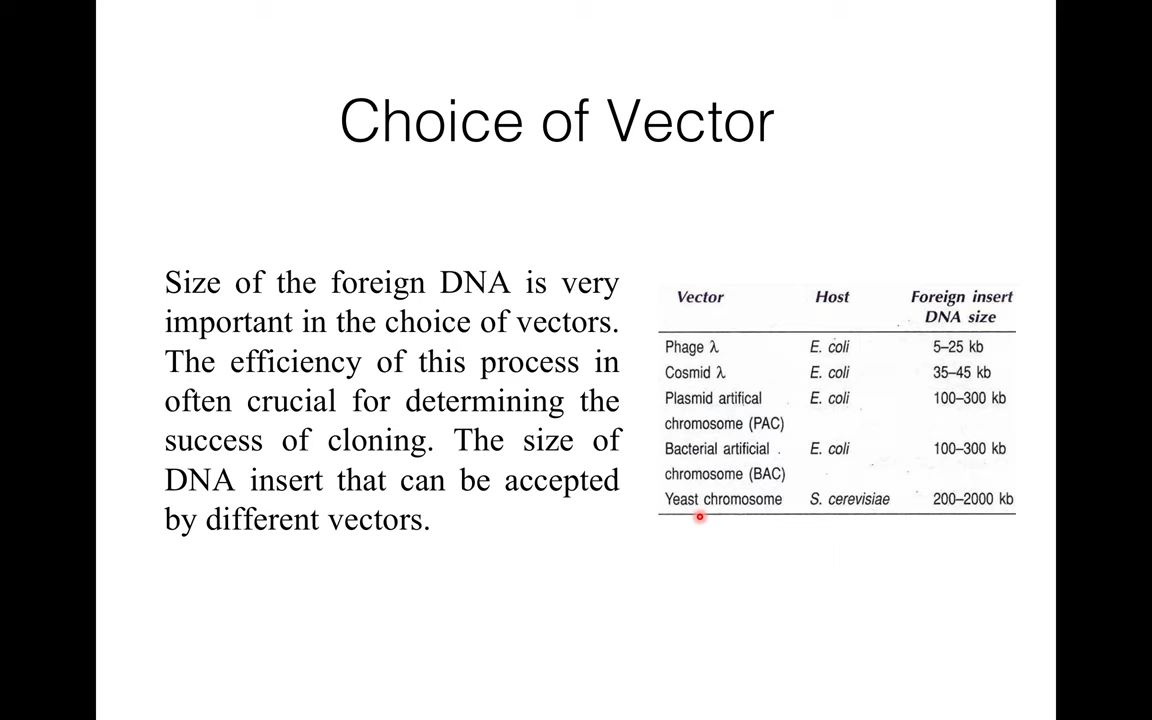 Choice of Vector
Size of the foreign DNA is very
important in the choice of vectors.
The efficiency of this process in
often crucial for determining the
success of cloning. The size of
DNA insert that can be accepted
by different vectors.
Vector Host Foreign insert
DNA size
Phage λ E. coli 5–25 kb
Cosmid λ E. coli 35–45 kb
Plasmid artifical E. coli 100–300 kb
chromosome (PAC)
Bacterial artificial E. coli 100–300 kb
chromosome (BAC)
Yeast chromosome S. cerevisiae 200–2000 kb